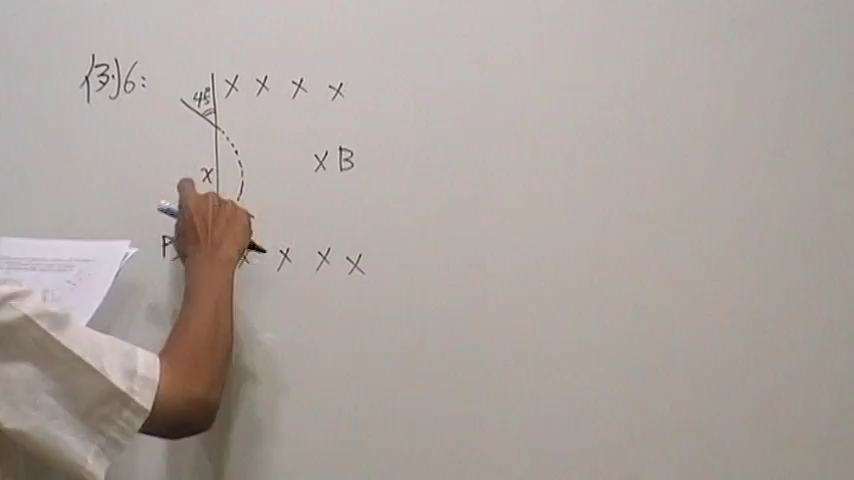 例6:
45°
x
× × × ×
× B
P
× × × ×